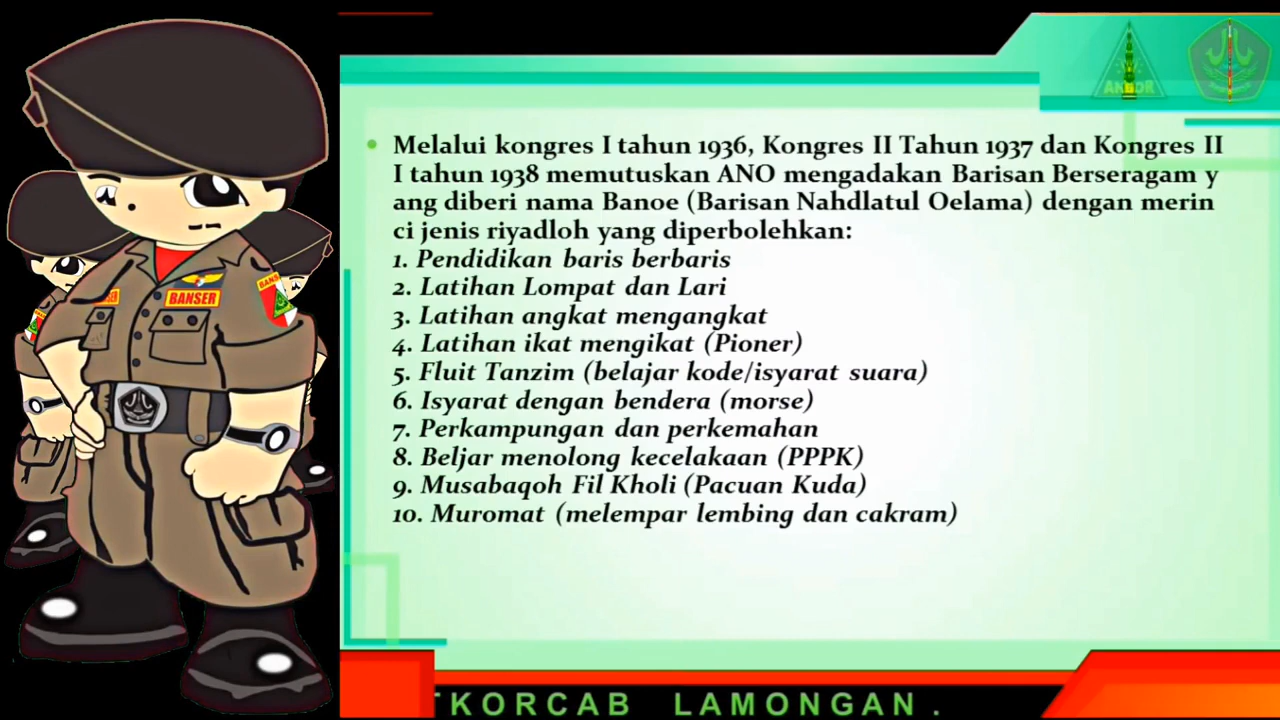 ANSOR
Melalui kongres I tahun 1936, Kongres II Tahun 1937 dan Kongres II
I tahun 1938 memutuskan ANO mengadakan Barisan Berseragam y
ang diberi nama Banoe (Barisan Nahdlatul Oelama) dengan merin
ci jenis riyadloh yang diperbolehkan:
1. Pendidikan baris berbaris
2. Latihan Lompat dan Lari
3. Latihan angkat mengangkat
4. Latihan ikat mengikat (Pioner)
5. Fluit Tanzim (belajar kode/isyarat suara)
6. Isyarat dengan bendera (morse)
7. Perkampungan dan perkemahan
8. Beljar menolong kecelakaan (PPPK)
9. Musabaqoh Fil Kholi (Pacuan Kuda)
10. Muromat (melempar lembing dan cakram)
BANSER
BANS
SER
TKORCAB LAMONGAN .